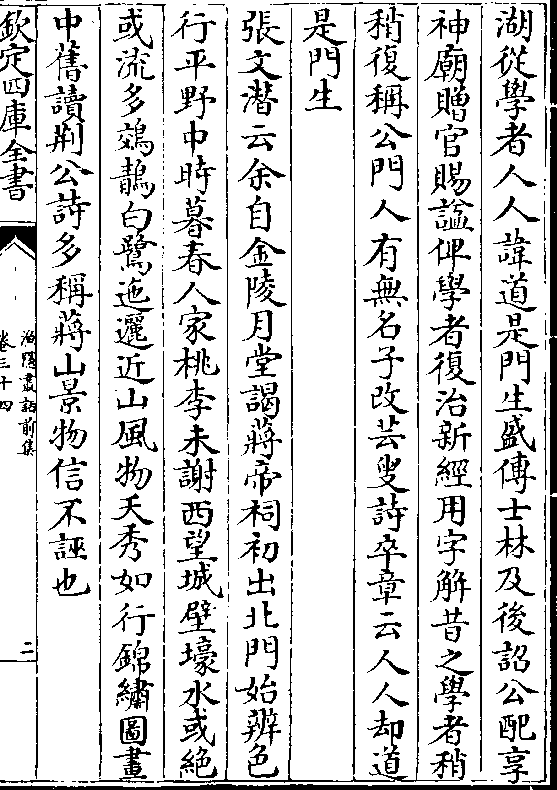 湖從學者人人諱道是門生盛傳士林及後詔公配享
神廟贈官賜諡俾學者復治新經用字解昔之學者稍
稍復稱公門人有無名子改芸叟詩卒章云人人却道
是門生
張文潛云余自金陵月堂謁蔣帝祠初出北門始辨色
行平野中時暮春人家桃李未謝西望城壁壕水或絶
或流多鵁鶄白鷺迤邐近山風物夭秀如行錦繡圖畫
中舊讀荆公詩多稱蔣山景物信不誣也
欽定四庫全書
漁隱叢話前集
卷三十四
二